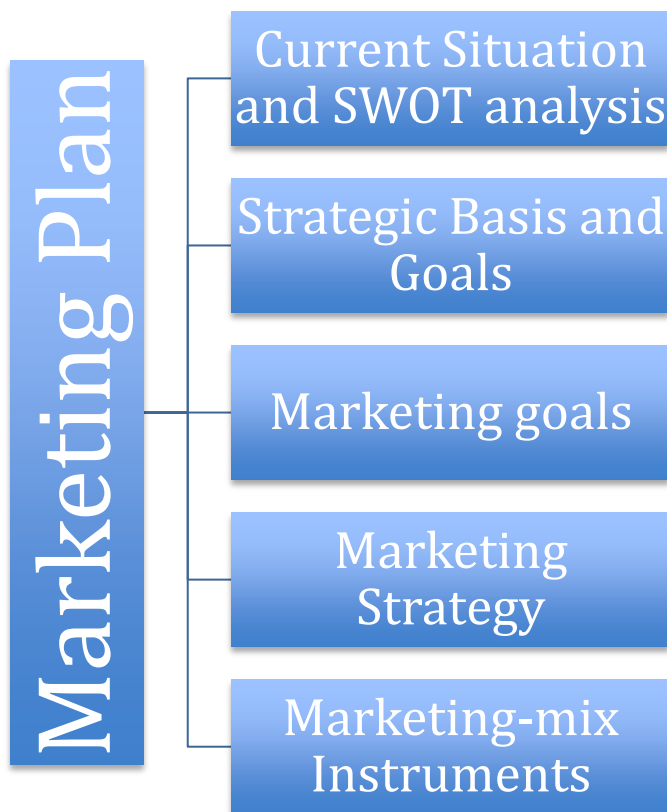 Marketing Plan
Current Situation
and SWOT analysis
Strategic Basis and
Goals
Marketing goals
Marketing
Strategy
Marketing-mix
Instruments